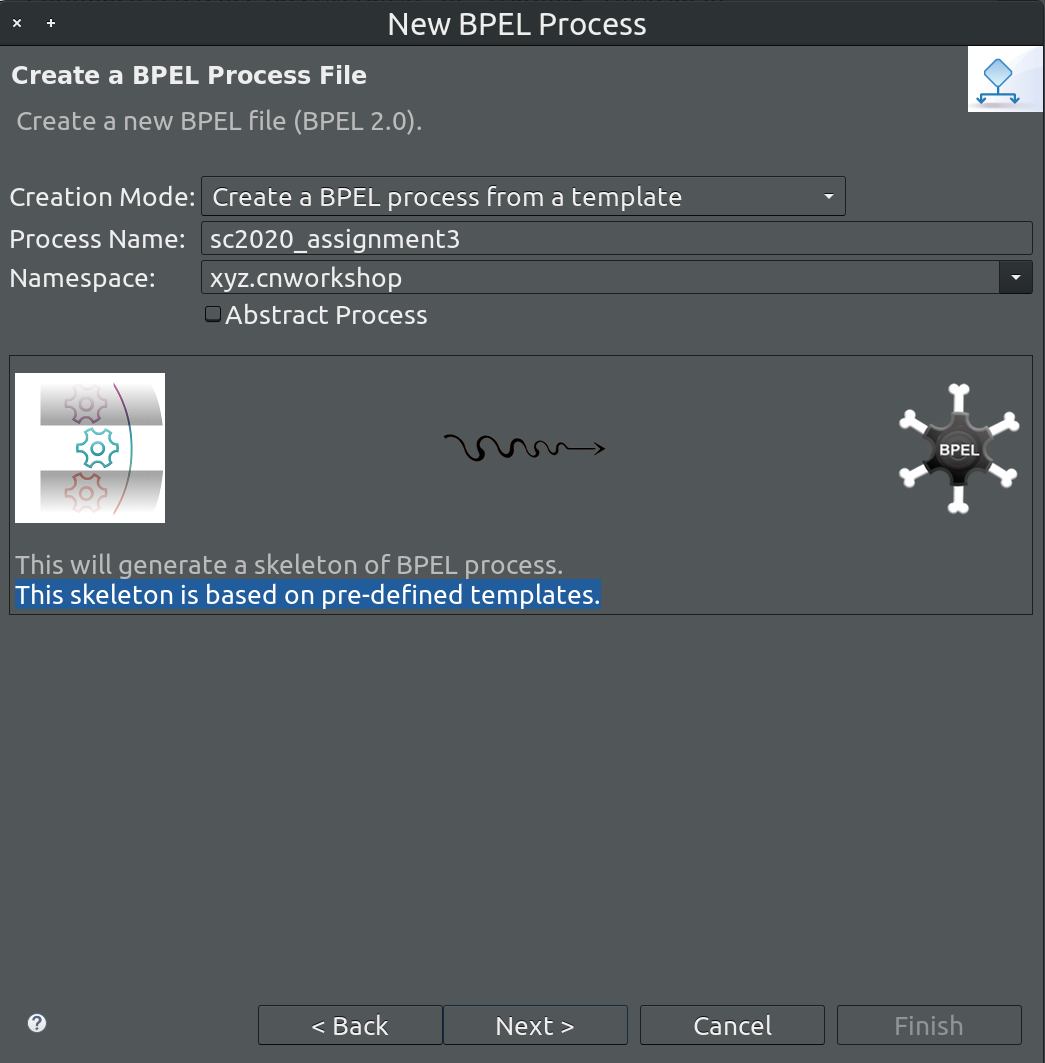 New BPEL Process
Create a BPEL Process File
Create a new BPEL file (BPEL 2.0).
Creation Mode: Create a BPEL process from a template
Process Name: sc2020_assignment3
Namespace: xyz.cnworkshop
Abstract Process
BPEL
This will generate a skeleton of BPEL process.
This skeleton is based on pre-defined templates.
? < Back Next > Cancel Finish